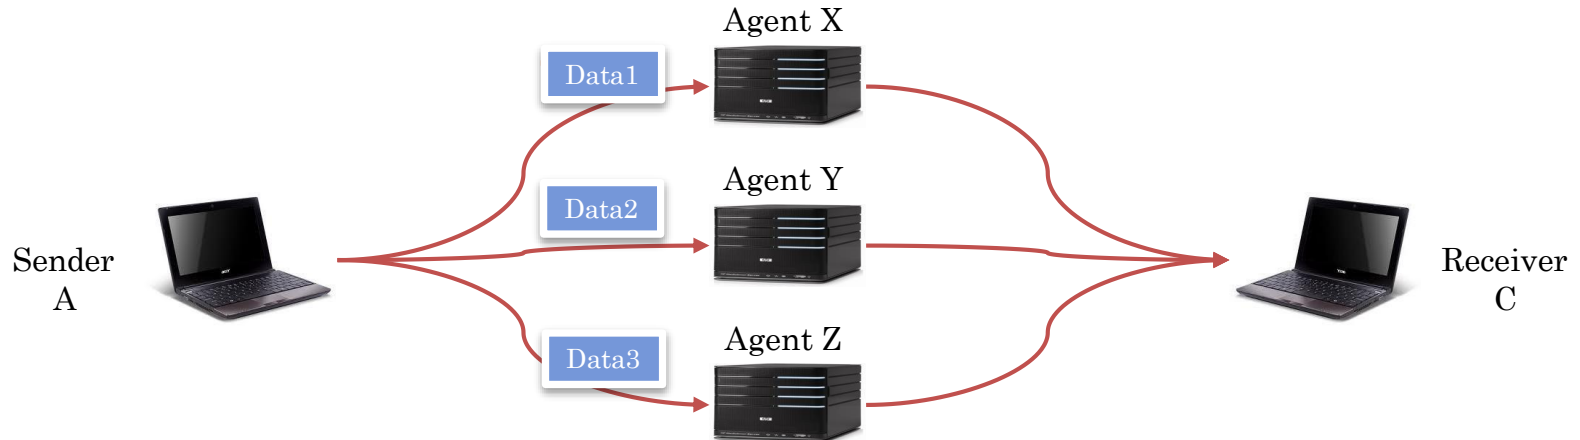 Agent X
Data1
Agent Y
Data2
Sender
A
Receiver
C
Agent Z
Data3